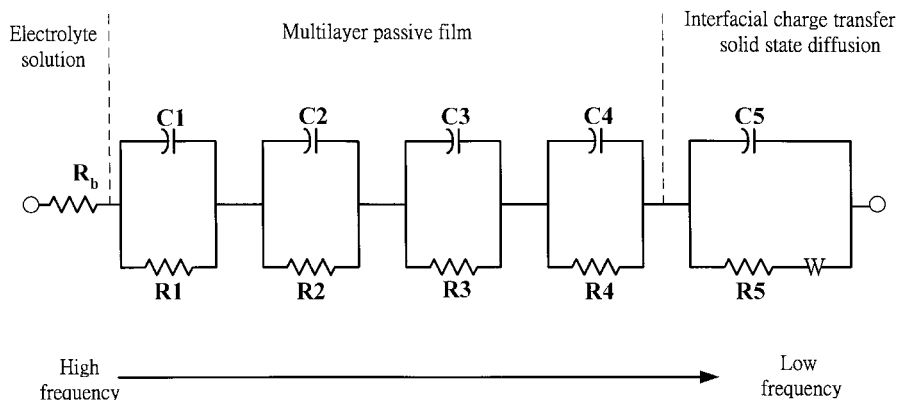 Electrolyte
solution
Multilayer passive film
Interfacial charge transfer
solid state diffusion
C1
C2
C3
C4
C5
Rb
W
R1
R2
R3
R4
R5
High
frequency
Low
frequency